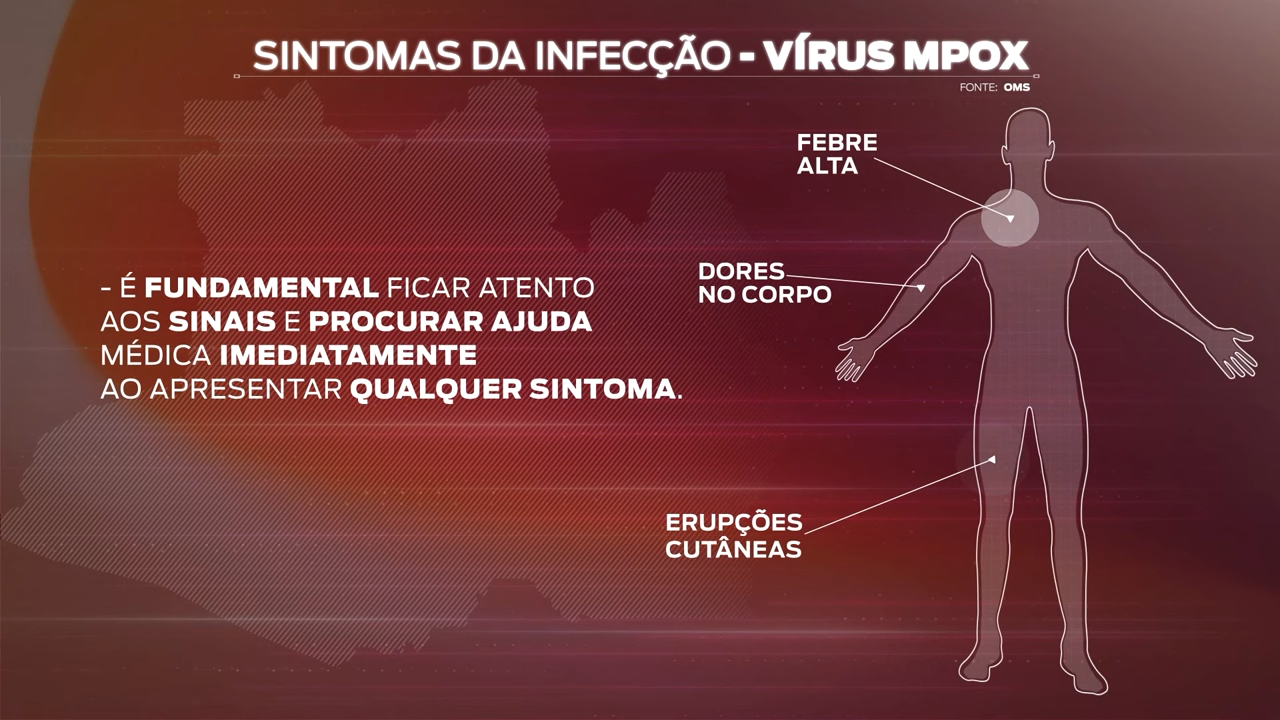 SINTOMAS DA INFECÇÃO - VÍRUS MPOX
FONTE: OMS
FEBRE
ALTA
DORES
NO CORPO
- É FUNDAMENTAL FICAR ATENTO
AOS SINAIS E PROCURAR AJUDA
MÉDICA IMEDIATAMENTE
AO APRESENTAR QUALQUER SINTOMA.
ERUPÇÕES
CUTÂNEAS